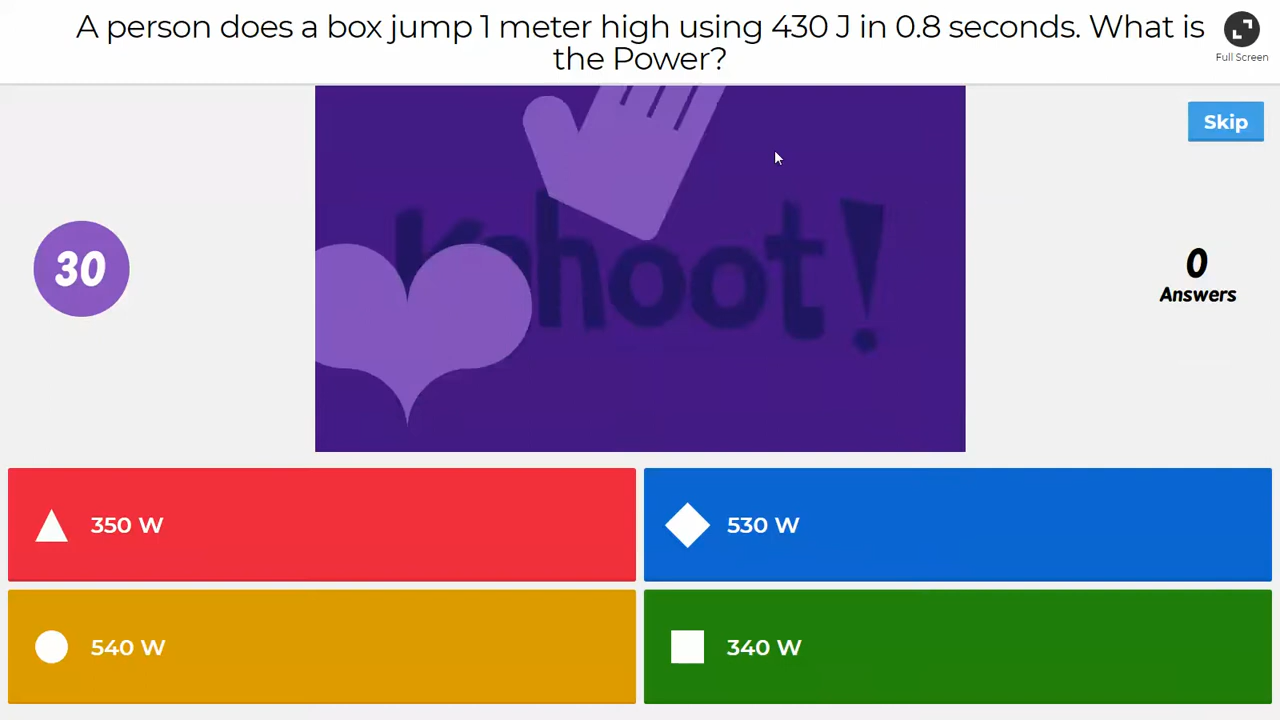 A person does a box jump 1 meter high using 430 J in 0.8 seconds. What is
the Power?
Full Screen
Skip
30
Kahoot!
0
Answers
350 W
530 W
540 W
340 W